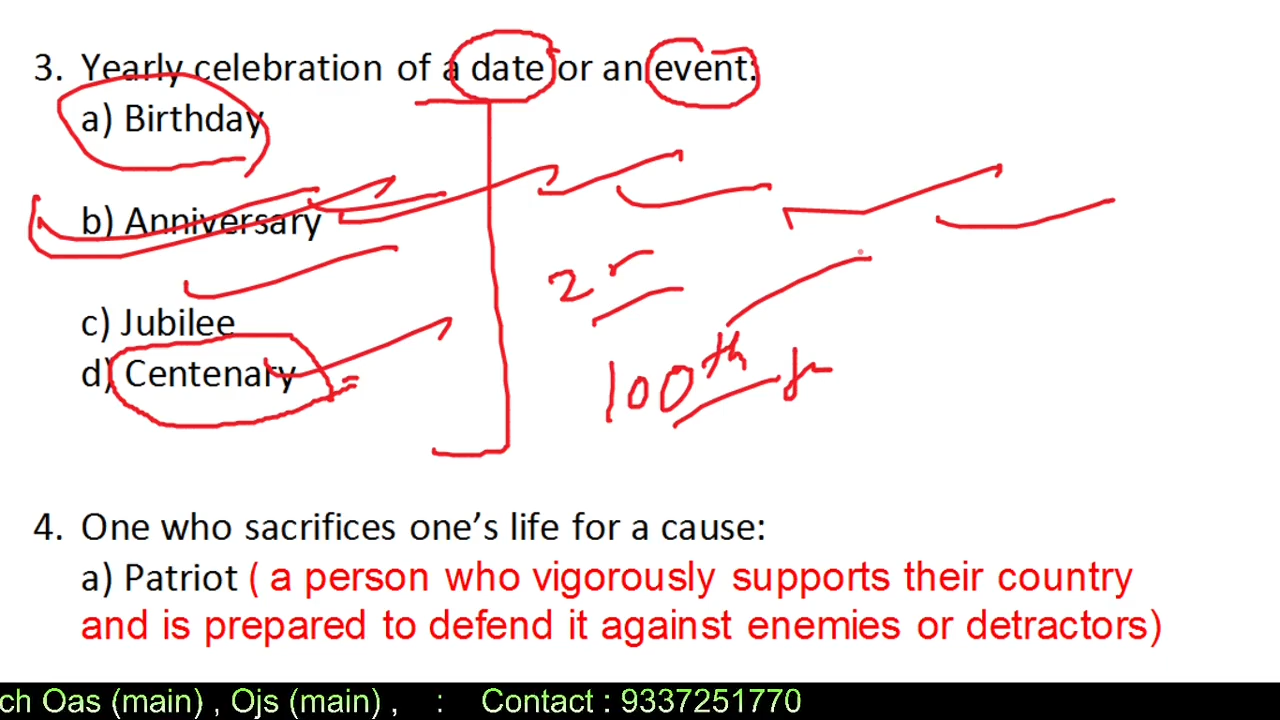 3. Yearly celebration of a date or an event:
a) Birthday
b) Anniversary
c) Jubilee
d) Centenary =
100th
4. One who sacrifices one's life for a cause:
a) Patriot ( a person who vigorously supports their country
and is prepared to defend it against enemies or detractors)
ch Oas (main) , Ojs (main) , : Contact : 9337251770